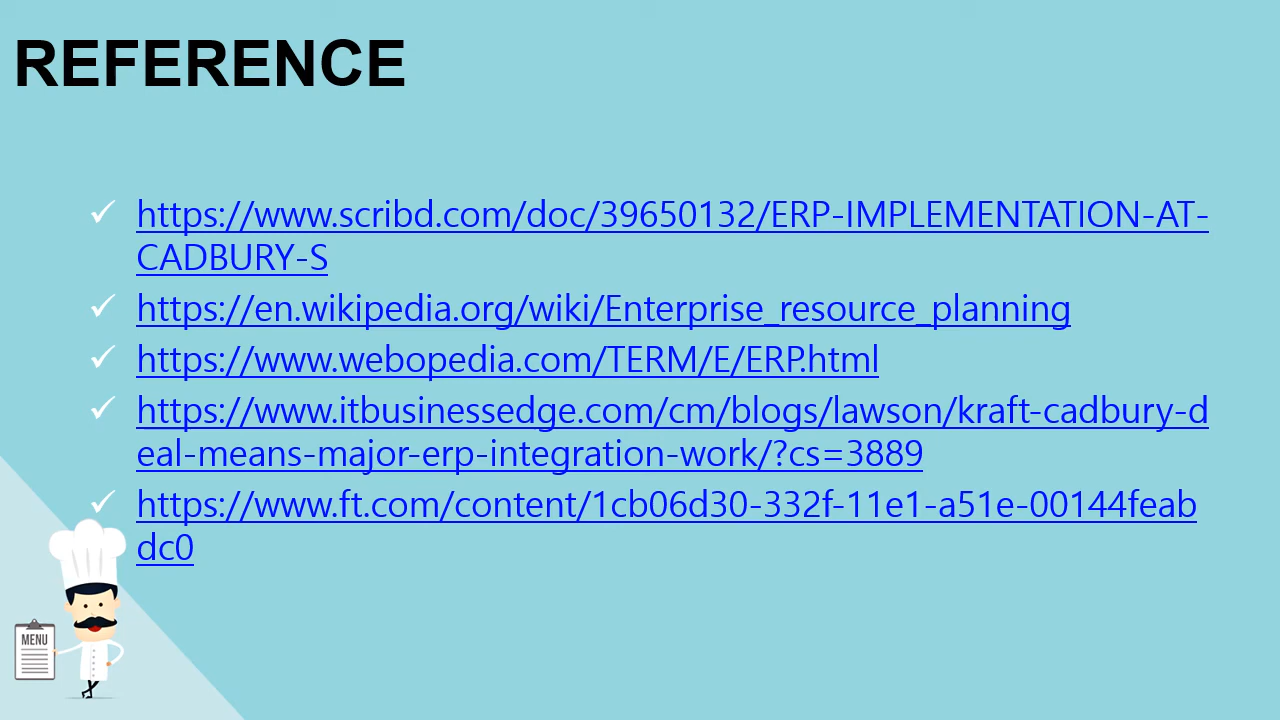 REFERENCE
https://www.scribd.com/doc/39650132/ERP-IMPLEMENTATION-AT-
CADBURY-S
https://en.wikipedia.org/wiki/Enterprise_resource_planning
https://www.webopedia.com/TERM/E/ERP.html
https://www.itbusinessedge.com/cm/blogs/lawson/kraft-cadbury-d
eal-means-major-erp-integration-work/?cs=3889
https://www.ft.com/content/1cb06d30-332f-11e1-a51e-00144feab
dc0
MENU